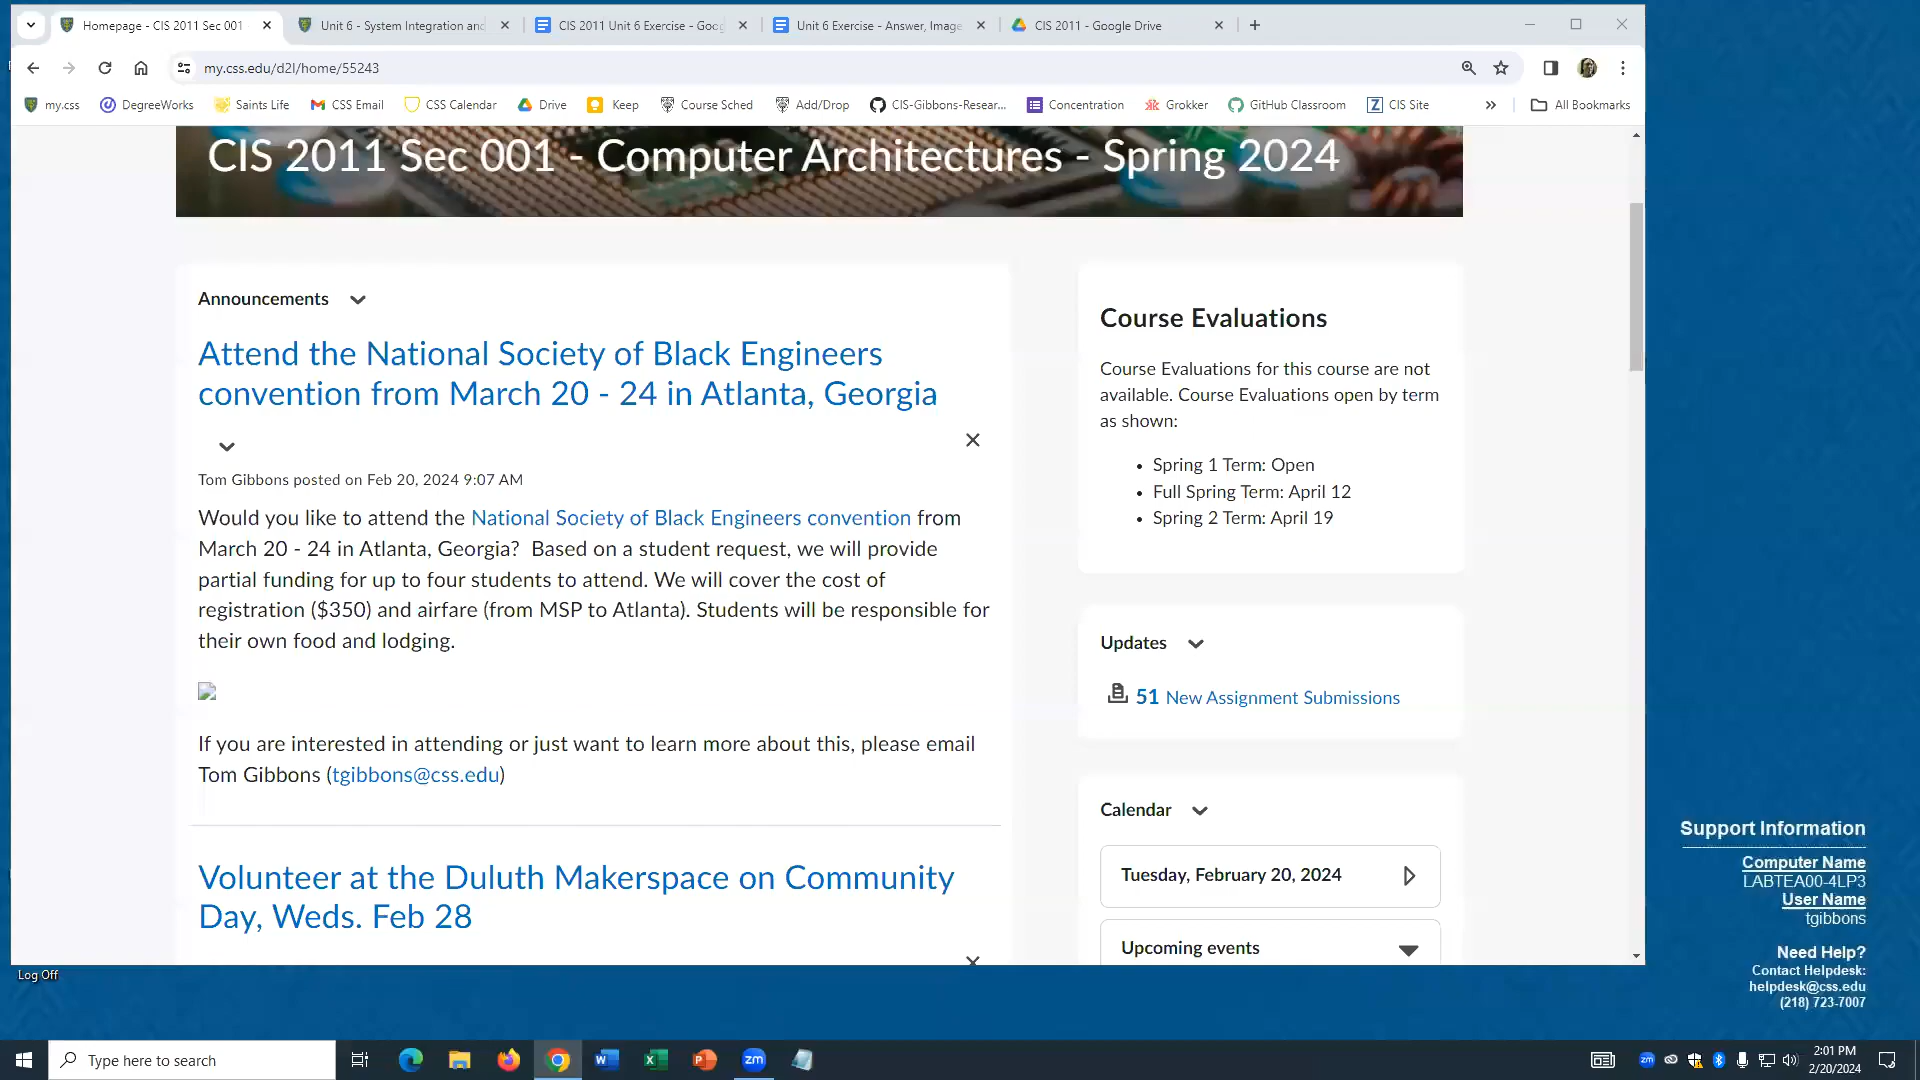 Homepage - CIS 2011 Sec 001
Unit 6 - System Integration and
CIS 2011 Unit 6 Exercise - Goog
Unit 6 Exercise - Answer, Image
CIS 2011 - Google Drive
my.css.edu/d2l/home/55243
my.css
DegreeWorks
Saints Life
CSS Email
CSS Calendar
Drive
Keep
Course Sched
Add/Drop
CIS-Gibbons-Resear...
Concentration
Grokker
GitHub Classroom
CIS Site
All Bookmarks
CIS 2011 Sec 001 - Computer Architectures - Spring 2024
Announcements
Attend the National Society of Black Engineers
convention from March 20 - 24 in Atlanta, Georgia
Tom Gibbons posted on Feb 20, 2024 9:07 AM
Would you like to attend the National Society of Black Engineers convention from
March 20 - 24 in Atlanta, Georgia? Based on a student request, we will provide
partial funding for up to four students to attend. We will cover the cost of
registration ($350) and airfare (from MSP to Atlanta). Students will be responsible for
their own food and lodging.
If you are interested in attending or just want to learn more about this, please email
Tom Gibbons (tgibbons@css.edu)
Volunteer at the Duluth Makerspace on Community
Day, Weds. Feb 28
Course Evaluations
Course Evaluations for this course are not
available. Course Evaluations open by term
as shown:
• Spring 1 Term: Open
• Full Spring Term: April 12
• Spring 2 Term: April 19
Updates
51 New Assignment Submissions
Calendar
Tuesday, February 20, 2024
Upcoming events
Support Information
Computer Name
LABTEA00-4LP3
User Name
tgibbons
Need Help?
Contact Helpdesk:
helpdesk@css.edu
(218) 723-7007
Log Off
Type here to search
zm
zm
2:01 PM
2/20/2024